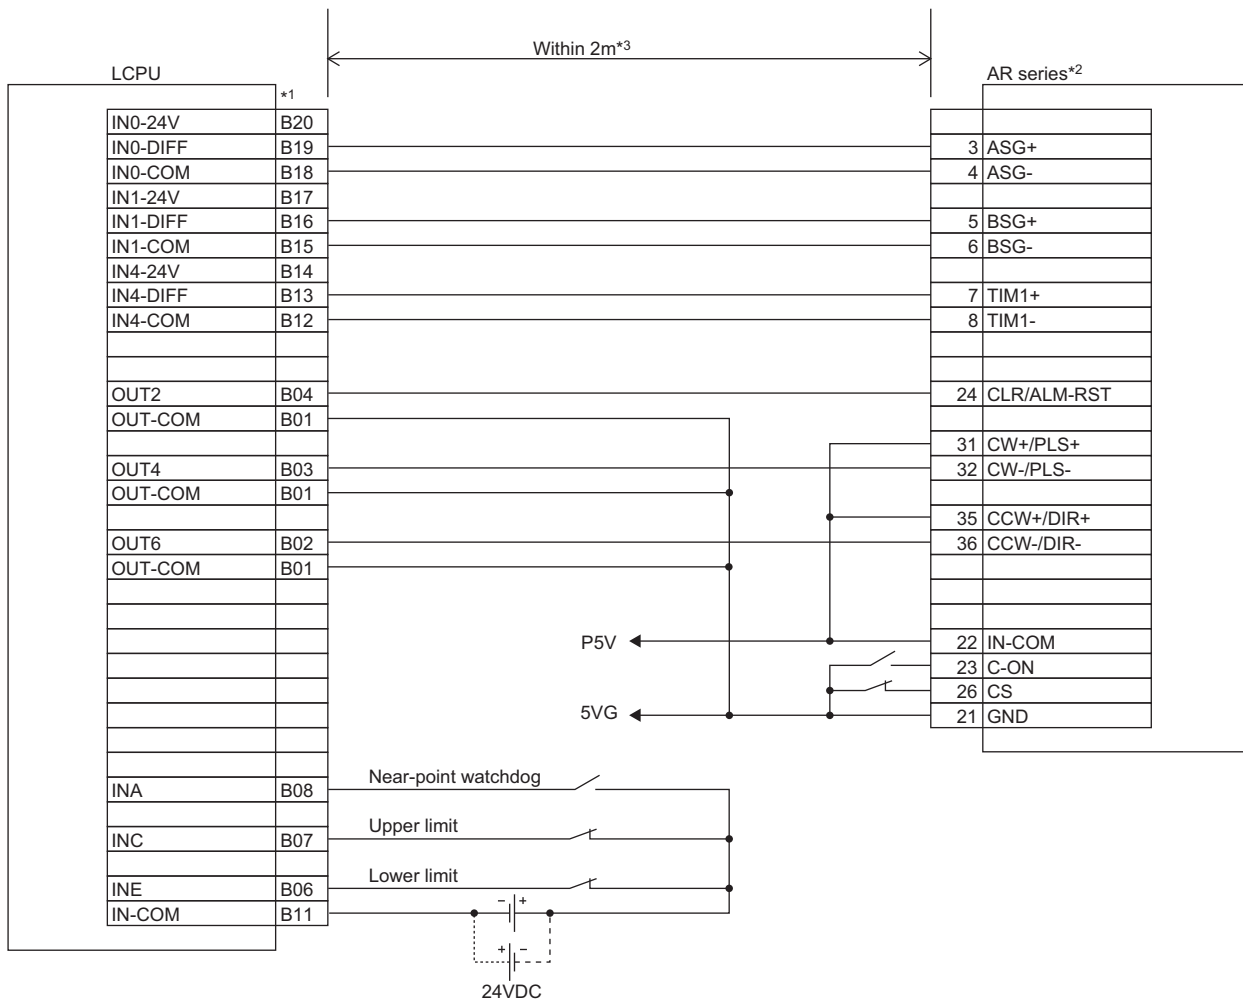 Within 2m*3
LCPU
AR series*2
*1
IN0-24V B20
IN0-DIFF B19 3 ASG+
IN0-COM B18 4 ASG-
IN1-24V B17
IN1-DIFF B16 5 BSG+
IN1-COM B15 6 BSG-
IN4-24V B14
IN4-DIFF B13 7 TIM1+
IN4-COM B12 8 TIM1-
OUT2 B04 24 CLR/ALM-RST
OUT-COM B01
31 CW+/PLS+
OUT4 B03 32 CW-/PLS-
OUT-COM B01
35 CCW+/DIR+
OUT6 B02 36 CCW-/DIR-
OUT-COM B01
P5V 22 IN-COM
23 C-ON
26 CS
5VG 21 GND
Near-point watchdog
INA B08
Upper limit
INC B07
Lower limit
INE B06
- +
IN-COM B11
+ -
24VDC